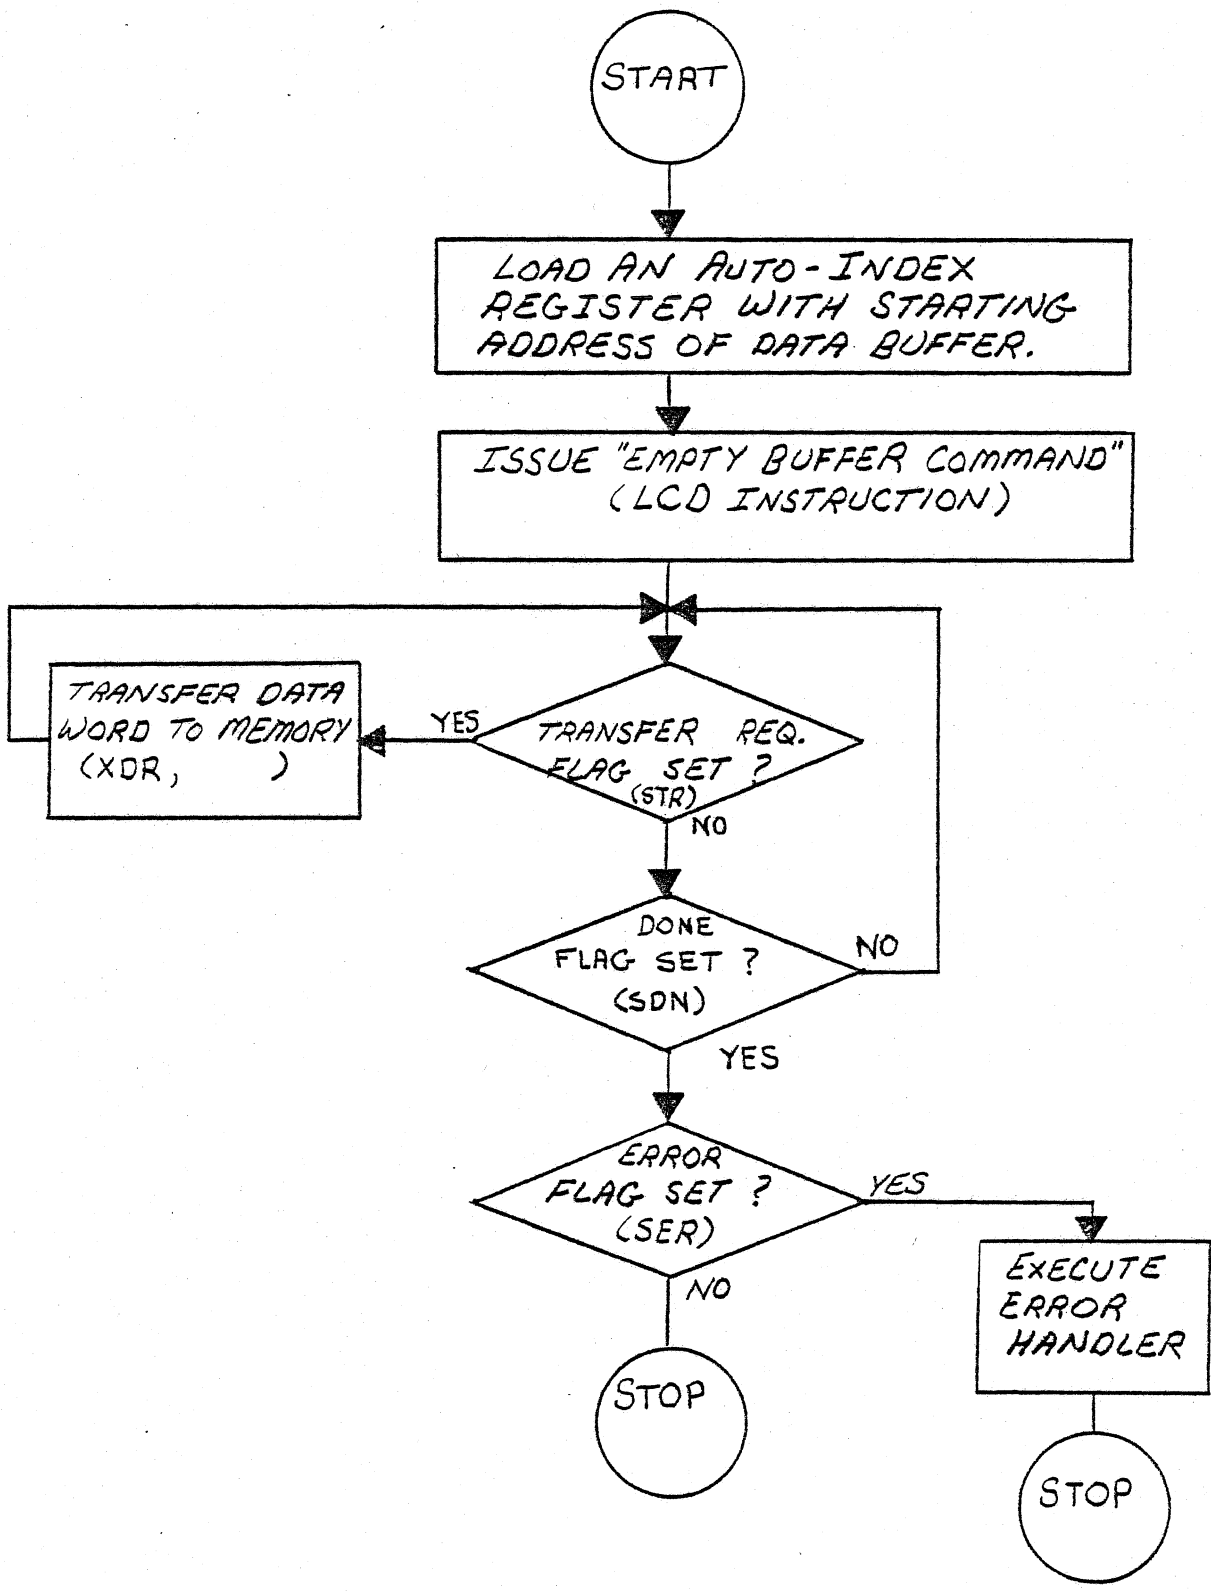 START
LOAD AN AUTO-INDEX
REGISTER WITH STARTING
ADDRESS OF DATA BUFFER.
ISSUE "EMPTY BUFFER COMMAND"
(LCD INSTRUCTION)
TRANSFER DATA
WORD TO MEMORY
(XDR, )
YES
TRANSFER REQ.
FLAG SET ?
(STR)
NO
DONE
FLAG SET ?
(SDN)
NO
YES
ERROR
FLAG SET ?
(SER)
YES
NO
EXECUTE
ERROR
HANDLER
STOP
STOP